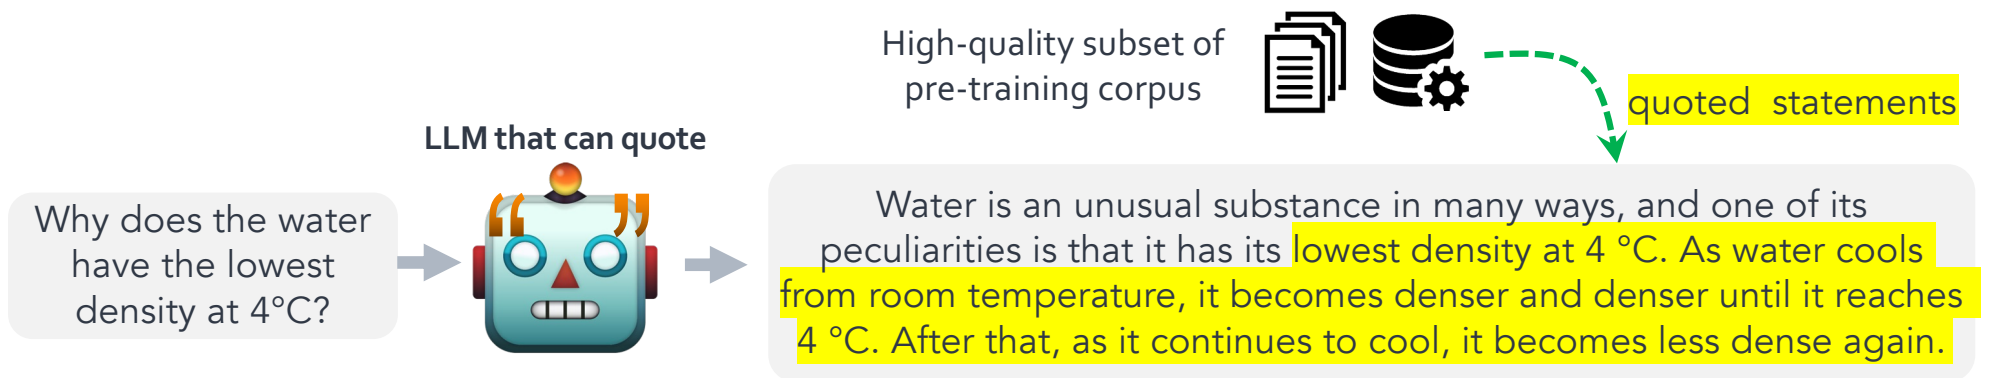 High-quality subset of
pre-training corpus
quoted statements
LLM that can quote
“ ”
Why does the water
have the lowest
density at 4°C?
Water is an unusual substance in many ways, and one of its
peculiarities is that it has its lowest density at 4 °C. As water cools
from room temperature, it becomes denser and denser until it reaches
4 °C. After that, as it continues to cool, it becomes less dense again.